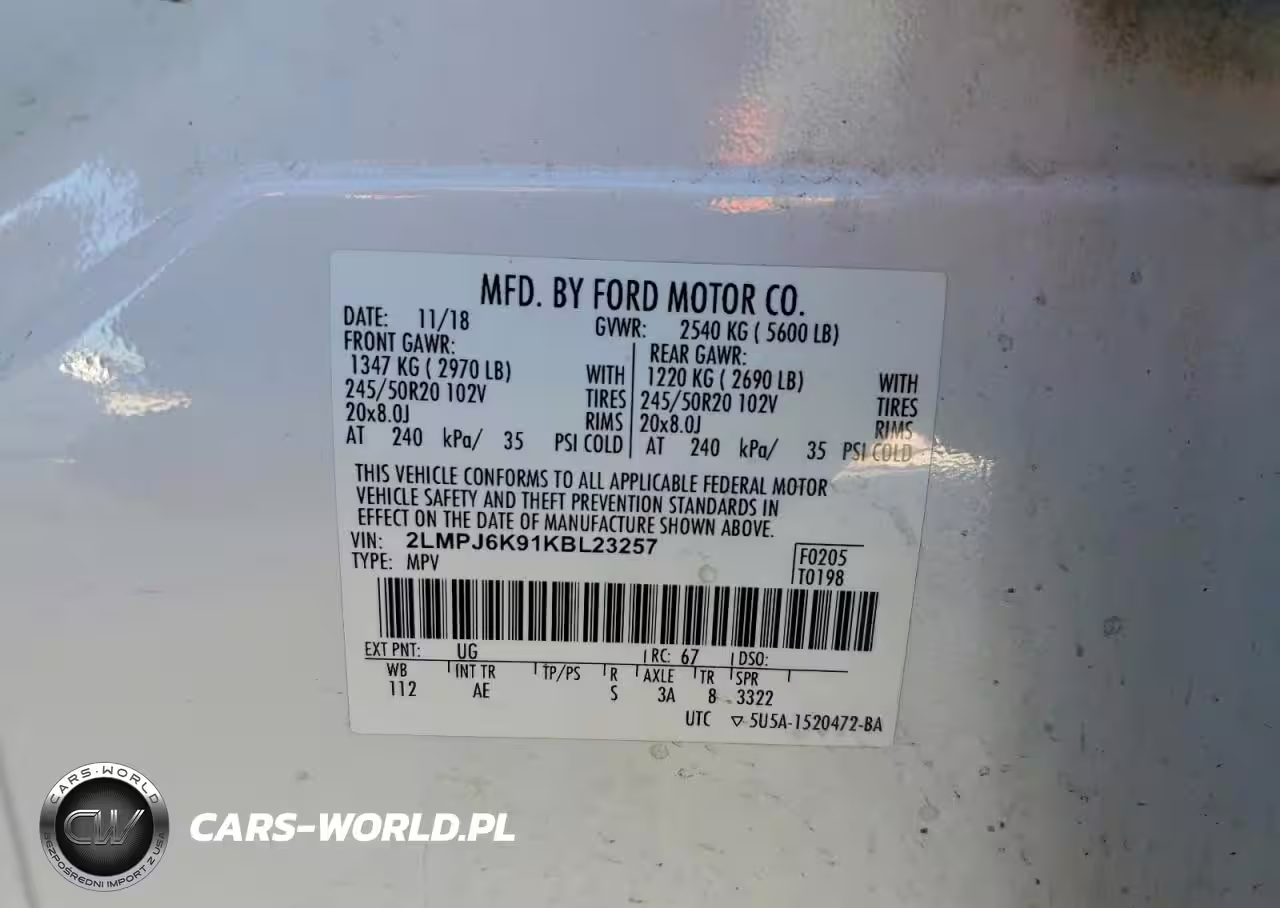 MFD. BY FORD MOTOR CO.
DATE: 11/18 GVWR: 2540 KG ( 5600 LB)
FRONT GAWR: REAR GAWR:
1347 KG ( 2970 LB) WITH 1220 KG ( 2690 LB) WITH
245/50R20 102V TIRES 245/50R20 102V TIRES
20x8.0J RIMS 20x8.0J RIMS
AT 240 kPa/ 35 PSI COLD AT 240 kPa/ 35 PSI COLD
THIS VEHICLE CONFORMS TO ALL APPLICABLE FEDERAL MOTOR
VEHICLE SAFETY AND THEFT PREVENTION STANDARDS IN
EFFECT ON THE DATE OF MANUFACTURE SHOWN ABOVE.
VIN: 2LMPJ6K91KBL23257
TYPE: MPV
F0205
T0198
EXT PNT: UG RC: 67 DSO:
WB INT TR TP/PS R AXLE TR SPR
112 AE S 3A 8 3322
UTC ▽ 5U5A-1520472-BA
CARS-WORLD
CW
BEZPOŚREDNI IMPORT Z USA
CARS-WORLD.PL